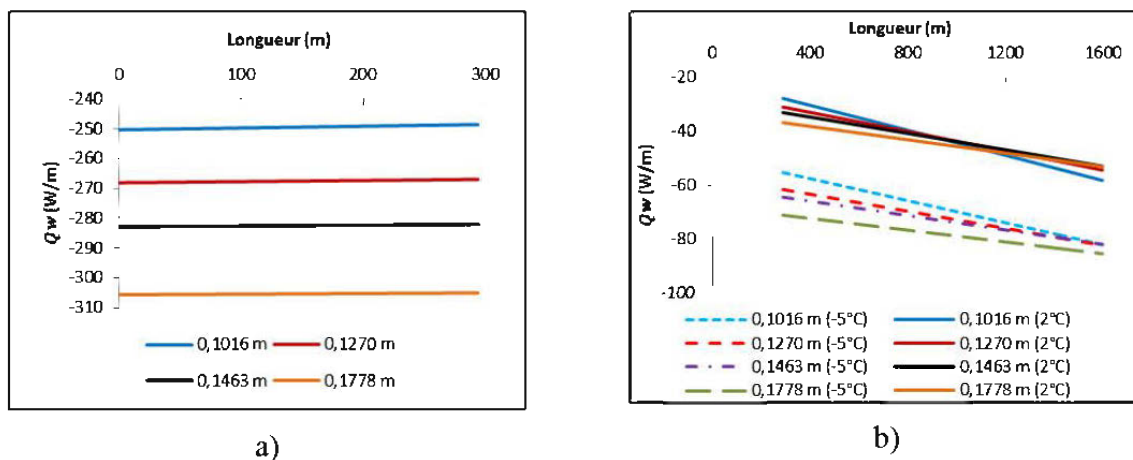 Longueur (m)
0 100 200 300
-240
-250
-260
-270
-280
-290
-300
-310
Qw (W/m)
0,1016 m 0,1270 m
0,1463 m 0,1778 m
a)
Longueur (m)
0 400 800 1200 1600
-20
-40
-60
-80
-100
Qw (W/m)
0,1016 m (-5°C) 0,1016 m (2°C)
0,1270 m (-5°C) 0,1270 m (2°C)
0,1463 m (-5°C) 0,1463 m (2°C)
0,1778 m (-5°C) 0,1778 m (2°C)
b)